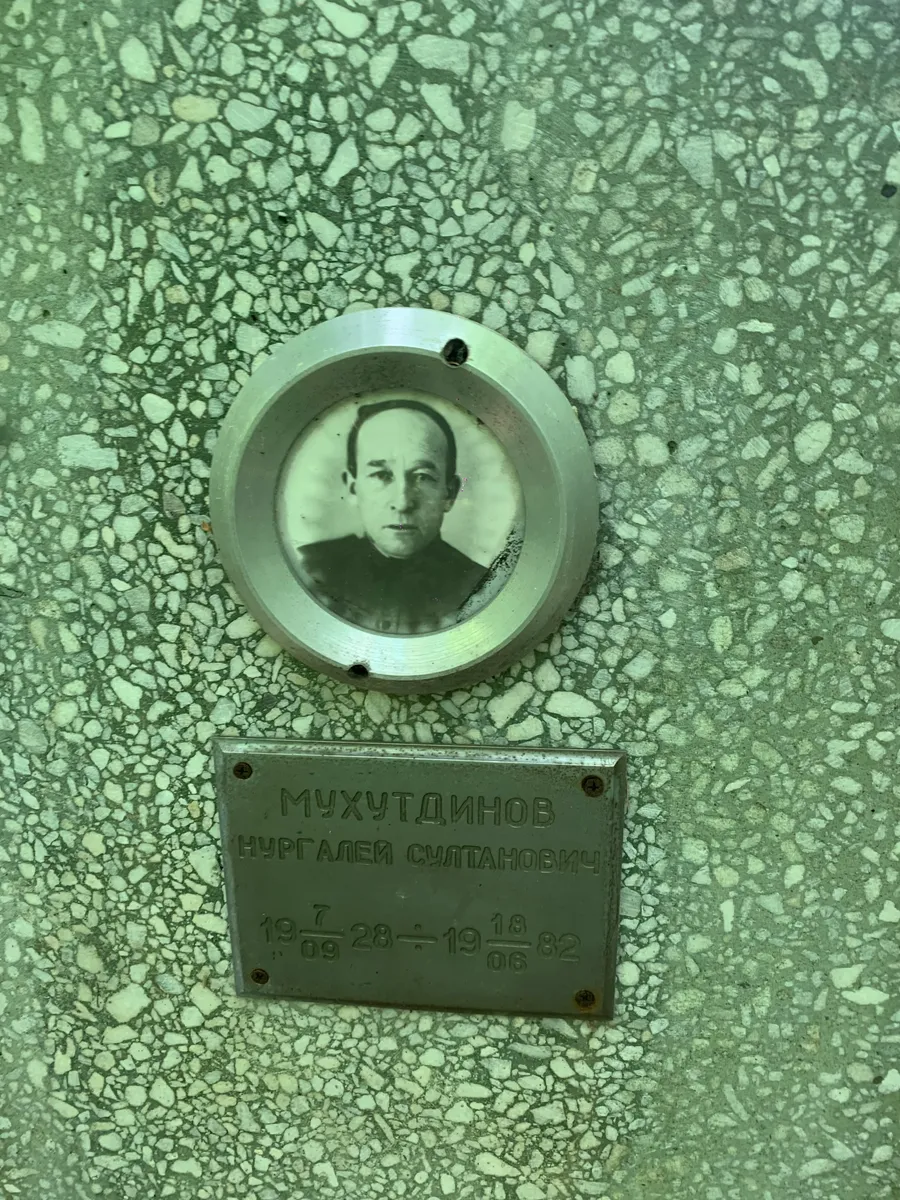 МУХУТДИНОВ
НУРГАЛЕЙ СУЛТАНОВИЧ
19 7/09 28 ÷ 19 18/06 82